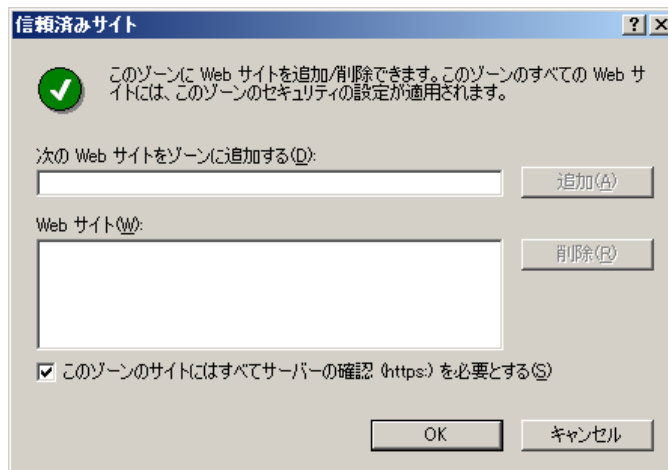 信頼済みサイト
このゾーンに Web サイトを追加/削除できます。このゾーンのすべての Web サ
イトには、このゾーンのセキュリティの設定が適用されます。
次の Web サイトをゾーンに追加する(D):
追加(A)
Web サイト(W):
削除(R)
このゾーンのサイトにはすべてサーバーの確認 (https:) を必要とする(S)
OK
キャンセル